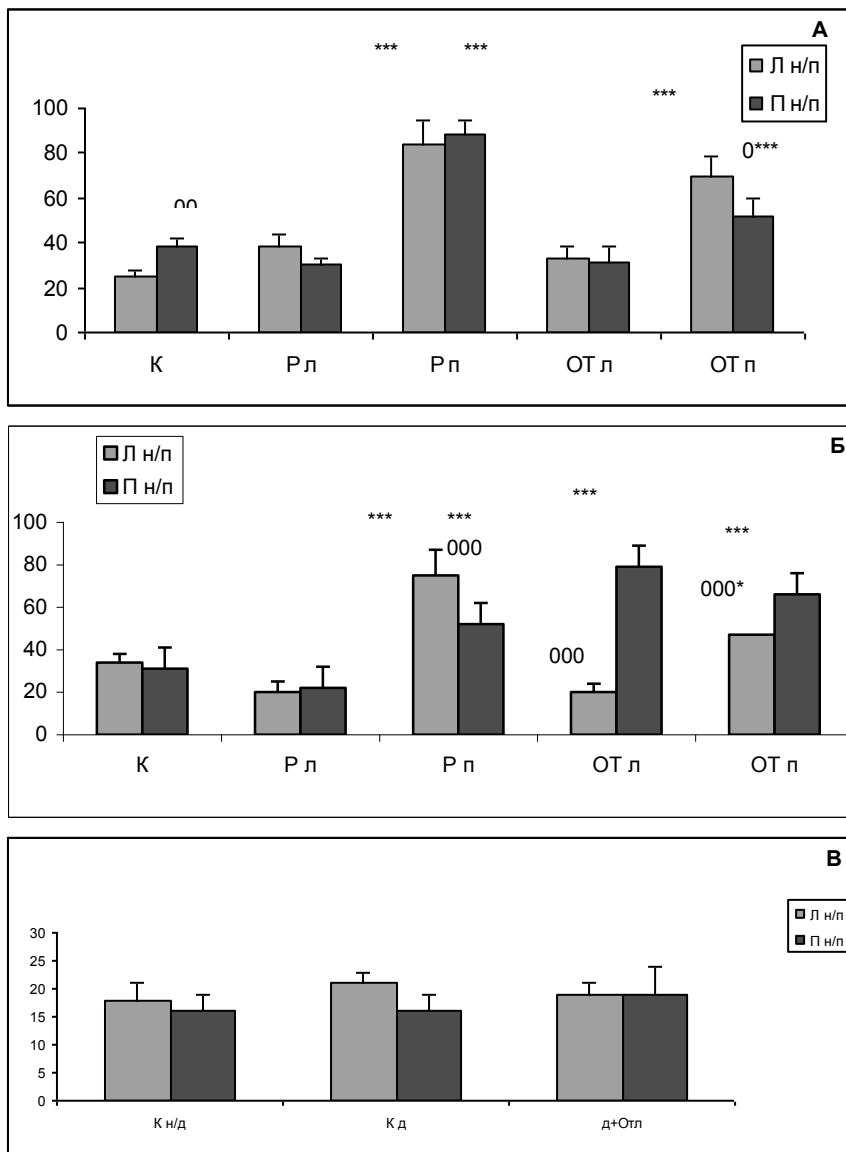 А
*** ***
Л н/п
П н/п
***
100
0***
80
60
00
40
20
0
К Р л Р п ОТ л ОТ п
Б
Л н/п
П н/п
*** *** ***
100
***
000
80
000*
60
40
000
20
0
К Р л Р п ОТ л ОТ п
В
Л н/п
П н/п
30
25
20
15
10
5
0
К н/д К д д+Отл